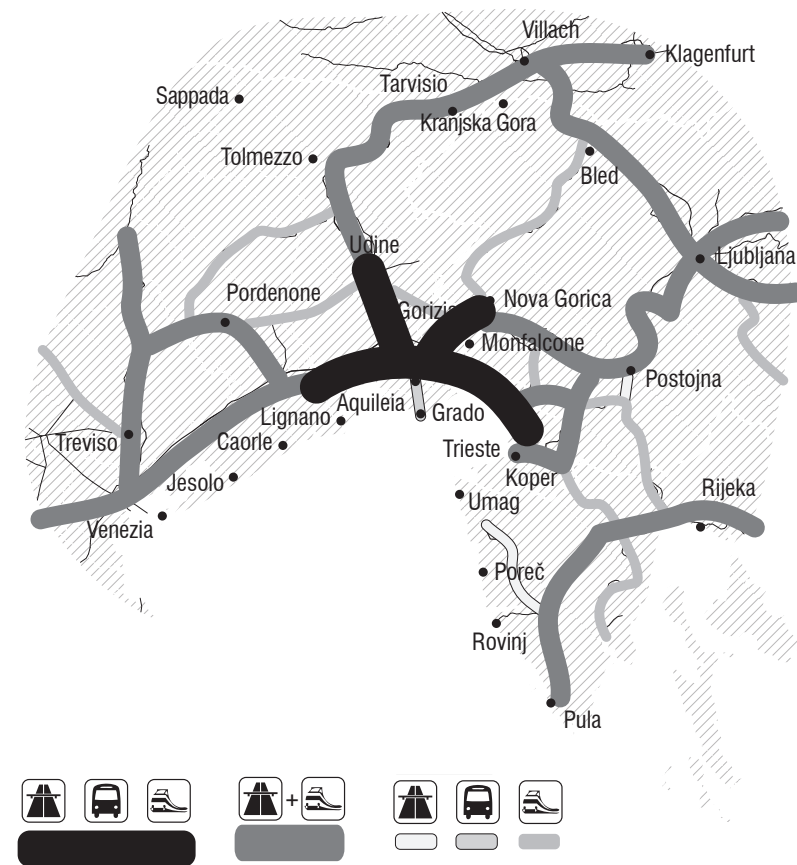 Villach
Klagenfurt
Tarvisio
Sappada
Kranjska Gora
Tolmezzo
Bled
Udine
Ljubljana
Pordenone
Gorizia
Nova Gorica
Monfalcone
Postojna
Lignano
Aquileia
Grado
Treviso
Caorle
Trieste
Koper
Jesolo
Rijeka
Umag
Venezia
Poreč
Rovinj
Pula
+